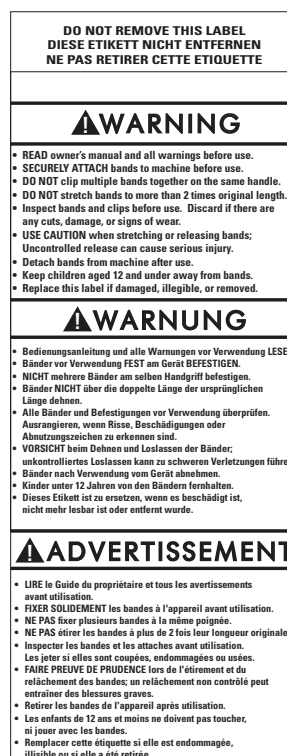 DO NOT REMOVE THIS LABEL
DIESE ETIKETT NICHT ENTFERNEN
NE PAS RETIRER CETTE ETIQUETTE
WARNING
• READ owner's manual and all warnings before use.
• SECURELY ATTACH bands to machine before use.
• DO NOT clip multiple bands together on the same handle.
• DO NOT stretch bands to more than 2 times original length.
• Inspect bands and clips before use. Discard if there are
any cuts, damage, or signs of wear.
• USE CAUTION when stretching or releasing bands;
Uncontrolled release can cause serious injury.
• Detach bands from machine after use.
• Keep children aged 12 and under away from bands.
• Replace this label if damaged, illegible, or removed.
WARNUNG
• Bedienungsanleitung und alle Warnungen vor Verwendung LESE
• Bänder vor Verwendung FEST am Gerät BEFESTIGEN.
• NICHT mehrere Bänder am selben Handgriff befestigen.
• Bänder NICHT über die doppelte Länge der ursprünglichen
Länge dehnen.
• Alle Bänder und Befestigungen vor Verwendung überprüfen.
Ausrangieren, wenn Risse, Beschädigungen oder
Abnutzungszeichen zu erkennen sind.
• VORSICHT beim Dehnen und Loslassen der Bänder;
unkontrolliertes Loslassen kann zu schweren Verletzungen führe
• Bänder nach Verwendung vom Gerät abnehmen.
• Kinder unter 12 Jahren von den Bändern fernhalten.
• Dieses Etikett ist zu ersetzen, wenn es beschädigt ist,
nicht mehr lesbar ist oder entfernt wurde.
ADVERTISSEMENT
• LIRE le Guide du propriétaire et tous les avertissements
avant utilisation.
• FIXER SOLIDEMENT les bandes à l'appareil avant utilisation.
• NE PAS fixer plusieurs bandes à la même poignée.
• NE PAS étirer les bandes à plus de 2 fois leur longueur originale
• Inspecter les bandes et les attaches avant utilisation.
Les jeter si elles sont coupées, endommagées ou usées.
• FAIRE PREUVE DE PRUDENCE lors de l'étirement et du
relâchement des bandes; un relâchement non contrôlé peut
entraîner des blessures graves.
• Retirer les bandes de l'appareil après utilisation.
• Les enfants de 12 ans et moins ne doivent pas toucher,
ni jouer avec les bandes.
• Remplacer cette étiquette si elle est endommagée,
illisible ou si elle a été retirée.